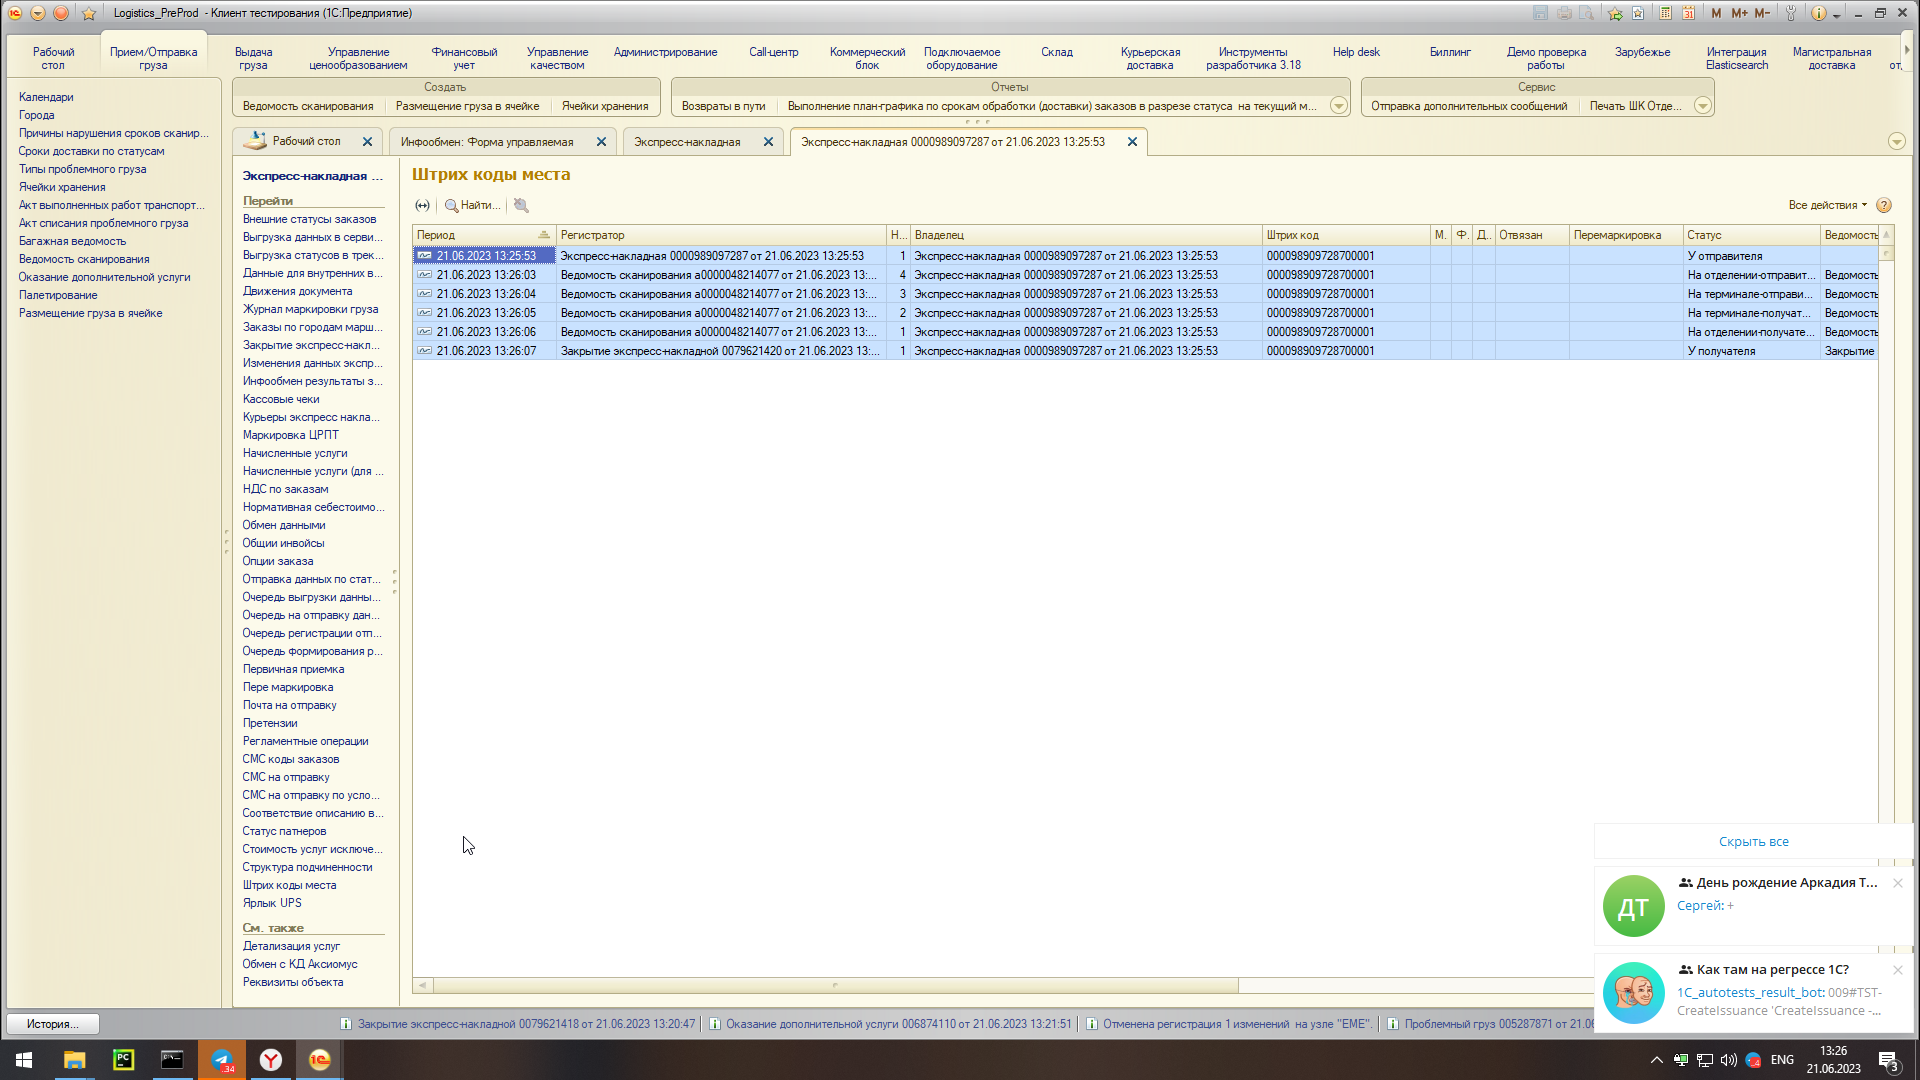 Logistics_PreProd - Клиент тестирования (1С:Предприятие)
M M+ M-
Рабочий стол
Прием/Отправка груза
Выдача груза
Управление ценообразованием
Финансовый учет
Управление качеством
Администрирование
Call-центр
Коммерческий блок
Подключаемое оборудование
Склад
Курьерская доставка
Инструменты разработчика 3.18
Help desk
Биллинг
Демо проверка работы
Зарубежье
Интеграция Elasticsearch
Магистральная доставка
Создать
Ведомость сканирования Размещение груза в ячейке Ячейки хранения
Отчеты
Возвраты в пути Выполнение план-графика по срокам обработки (доставки) заказов в разрезе статуса на текущий м...
Сервис
Отправка дополнительных сообщений Печать ШК Отде...
Календари
Города
Причины нарушения сроков сканир...
Сроки доставки по статусам
Типы проблемного груза
Ячейки хранения
Акт выполненных работ транспорт...
Акт списания проблемного груза
Багажная ведомость
Ведомость сканирования
Оказание дополнительной услуги
Палетирование
Размещение груза в ячейке
Рабочий стол
Инфообмен: Форма управляемая
Экспресс-накладная
Экспресс-накладная 0000989097287 от 21.06.2023 13:25:53
Экспресс-накладная ...
Перейти
Внешние статусы заказов
Выгрузка данных в серви...
Выгрузка статусов в трек...
Данные для внутренних в...
Движения документа
Журнал маркировки груза
Заказы по городам марш...
Закрытие экспресс-накл...
Изменения данных экспр...
Инфообмен результаты з...
Кассовые чеки
Курьеры экспресс накла...
Маркировка ЦРПТ
Начисленные услуги
Начисленные услуги (для ...
НДС по заказам
Нормативная себестоимо...
Обмен данными
Общии инвойсы
Опции заказа
Отправка данных по стат...
Очередь выгрузки данны...
Очередь на отправку дан...
Очередь регистрации отп...
Очередь формирования р...
Первичная приемка
Пере маркировка
Почта на отправку
Претензии
Регламентные операции
СМС коды заказов
СМС на отправку
СМС на отправку по усло...
Соответствие описанию в...
Статус патнеров
Стоимость услуг исключе...
Структура подчиненности
Штрих коды места
Ярлык UPS
См. также
Детализация услуг
Обмен с КД Аксиомус
Реквизиты объекта
Штрих коды места
Найти...
Все действия
Период Регистратор Н... Владелец Штрих код М. Ф. Д.. Отвязан Перемаркировка Статус Ведомость
21.06.2023 13:25:53 Экспресс-накладная 0000989097287 от 21.06.2023 13:25:53 1 Экспресс-накладная 0000989097287 от 21.06.2023 13:25:53 000098909728700001 У отправителя
21.06.2023 13:26:03 Ведомость сканирования а0000048214077 от 21.06.2023 13:... 4 Экспресс-накладная 0000989097287 от 21.06.2023 13:25:53 000098909728700001 На отделении-отправит... Ведомость
21.06.2023 13:26:04 Ведомость сканирования а0000048214077 от 21.06.2023 13:... 3 Экспресс-накладная 0000989097287 от 21.06.2023 13:25:53 000098909728700001 На терминале-отправи... Ведомость
21.06.2023 13:26:05 Ведомость сканирования а0000048214077 от 21.06.2023 13:... 2 Экспресс-накладная 0000989097287 от 21.06.2023 13:25:53 000098909728700001 На терминале-получат... Ведомость
21.06.2023 13:26:06 Ведомость сканирования а0000048214077 от 21.06.2023 13:... 1 Экспресс-накладная 0000989097287 от 21.06.2023 13:25:53 000098909728700001 На отделении-получате... Ведомость
21.06.2023 13:26:07 Закрытие экспресс-накладной 0079621420 от 21.06.2023 13:... 1 Экспресс-накладная 0000989097287 от 21.06.2023 13:25:53 000098909728700001 У получателя Закрытие
Скрыть все
ДТ
День рождение Аркадия Т...
Сергей: +
Как там на регрессе 1С?
1C_autotests_result_bot: 009#TST-
CreateIssuance 'CreateIssuance -...
История...
Закрытие экспресс-накладной 0079621418 от 21.06.2023 13:20:47
Оказание дополнительной услуги 006874110 от 21.06.2023 13:21:51
Отменена регистрация 1 изменений на узле "ЕМЕ".
Проблемный груз 005287871 от 21.06
PC
34
ENG
13:26
21.06.2023
3